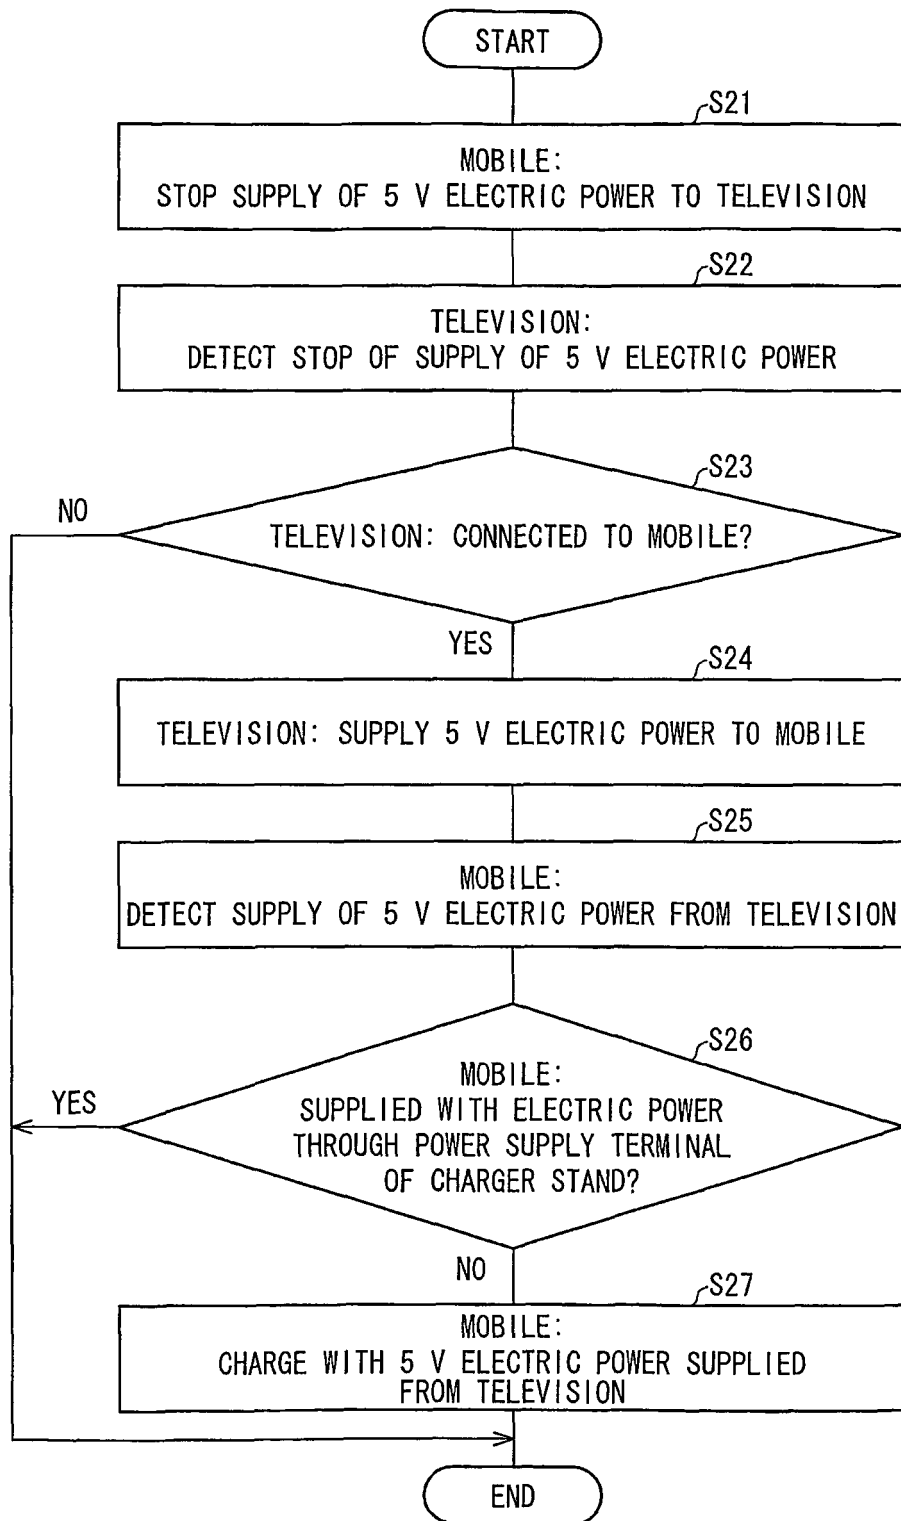 START
S21
MOBILE:
STOP SUPPLY OF 5 V ELECTRIC POWER TO TELEVISION
S22
TELEVISION:
DETECT STOP OF SUPPLY OF 5 V ELECTRIC POWER
S23
NO
TELEVISION: CONNECTED TO MOBILE?
YES
S24
TELEVISION: SUPPLY 5 V ELECTRIC POWER TO MOBILE
S25
MOBILE:
DETECT SUPPLY OF 5 V ELECTRIC POWER FROM TELEVISION
S26
YES
MOBILE:
SUPPLIED WITH ELECTRIC POWER
THROUGH POWER SUPPLY TERMINAL
OF CHARGER STAND?
NO
S27
MOBILE:
CHARGE WITH 5 V ELECTRIC POWER SUPPLIED
FROM TELEVISION
END